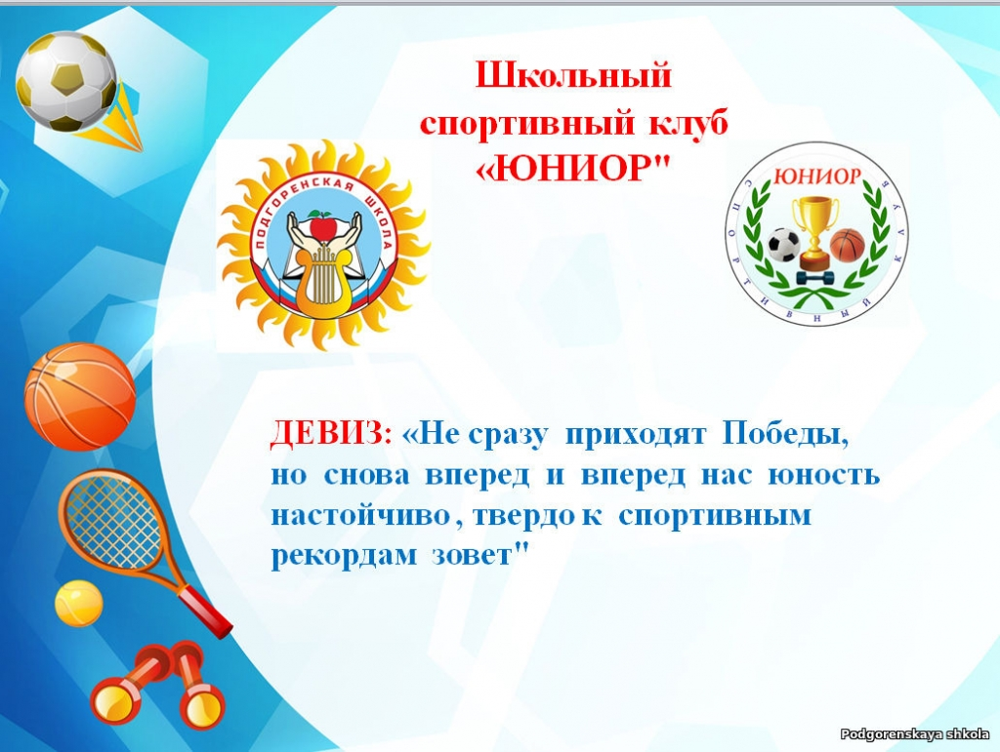 Школьный
спортивный клуб
«ЮНИОР"
ПОДГОРЕНСКАЯ ШКОЛА
ЮНИОР
СПОРТИВНЫЙ КЛУБ
ДЕВИЗ: «Не сразу приходят Победы,
но снова вперед и вперед нас юность
настойчиво , твердо к спортивным
рекордам зовет"
Podgorenskaya shkola